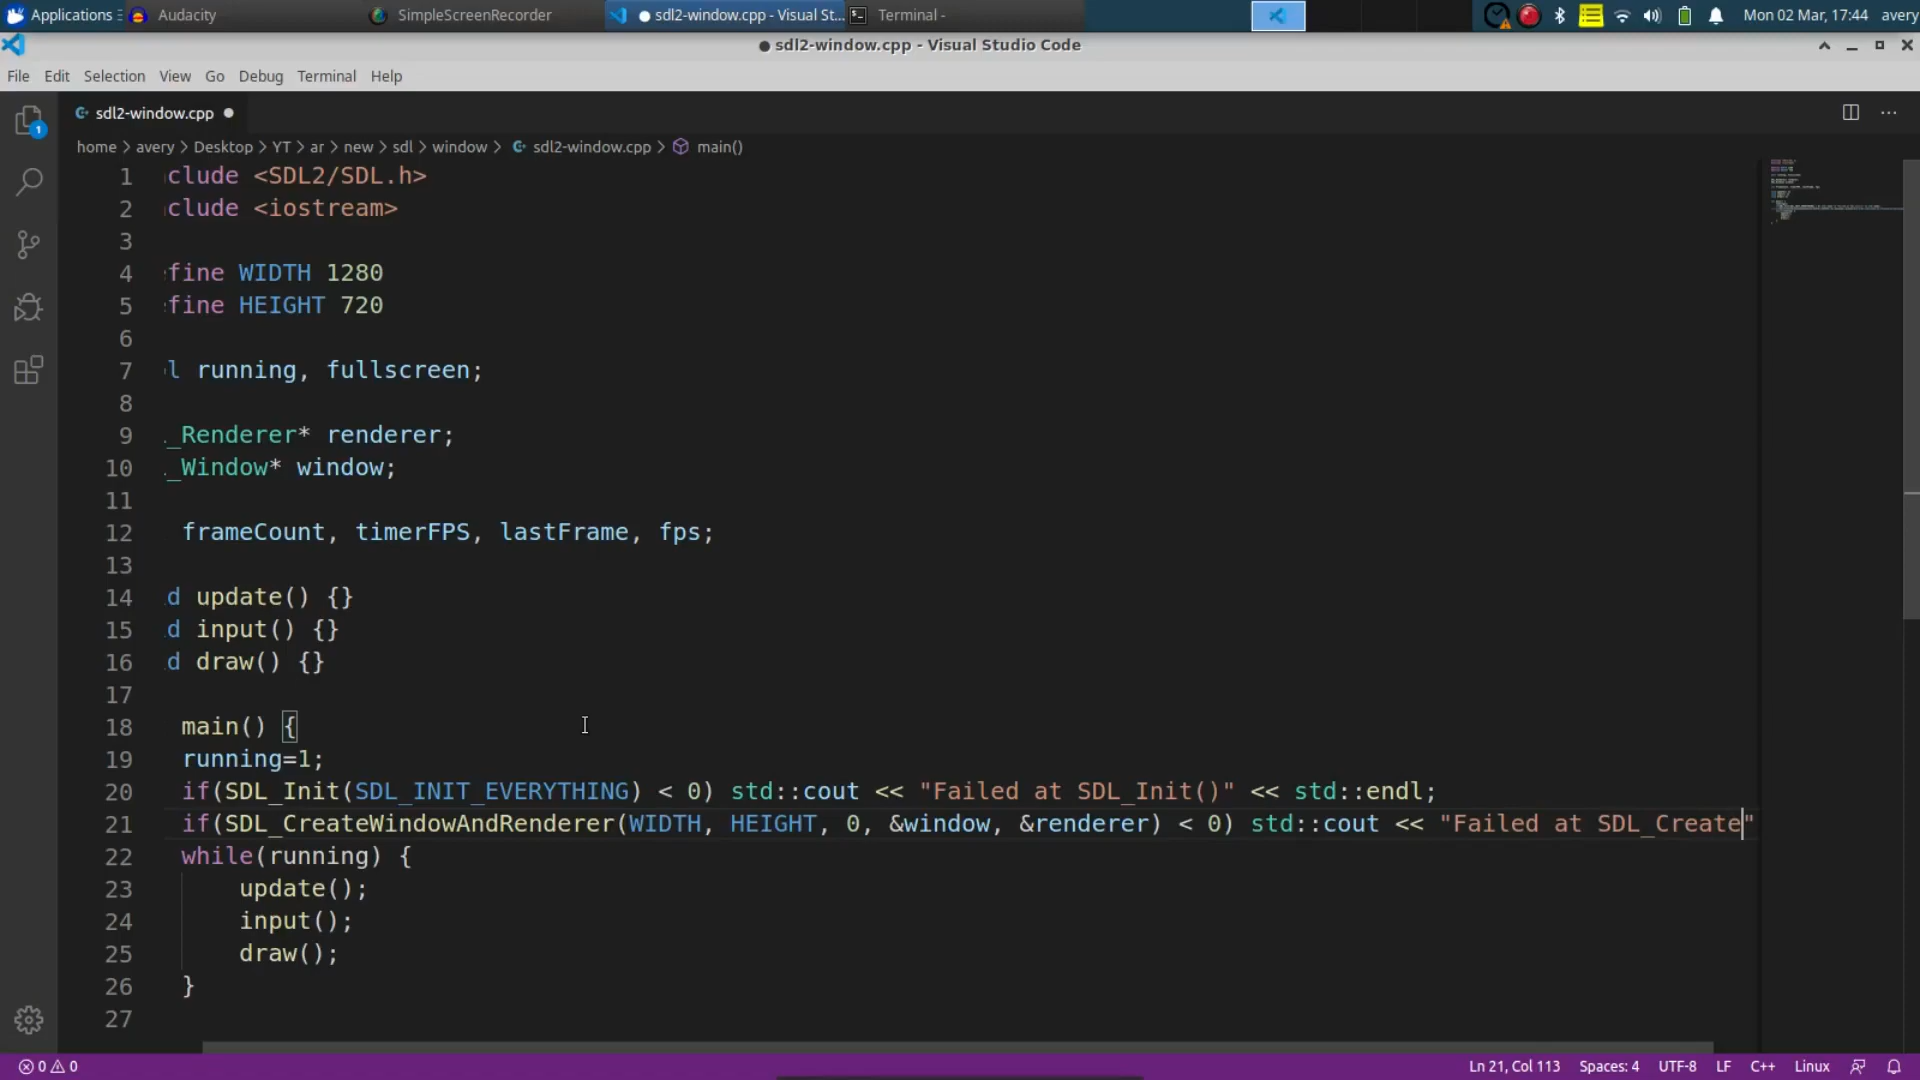 Applications Audacity SimpleScreenRecorder ● sdl2-window.cpp - Visual St... Terminal - Mon 02 Mar, 17:44 avery
● sdl2-window.cpp - Visual Studio Code
File Edit Selection View Go Debug Terminal Help
sdl2-window.cpp ●
home > avery > Desktop > YT > ar > new > sdl > window > sdl2-window.cpp > main()
1
1 clude <SDL2/SDL.h>
2 clude <iostream>
3
4 fine WIDTH 1280
5 fine HEIGHT 720
6
7 l running, fullscreen;
8
9 _Renderer* renderer;
10 _Window* window;
11
12 frameCount, timerFPS, lastFrame, fps;
13
14 d update() {}
15 d input() {}
16 d draw() {}
17
18 main() {
19 running=1;
20 if(SDL_Init(SDL_INIT_EVERYTHING) < 0) std::cout << "Failed at SDL_Init()" << std::endl;
21 if(SDL_CreateWindowAndRenderer(WIDTH, HEIGHT, 0, &window, &renderer) < 0) std::cout << "Failed at SDL_Create"
22 while(running) {
23 update();
24 input();
25 draw();
26 }
27
0 0 Ln 21, Col 113 Spaces: 4 UTF-8 LF C++ Linux